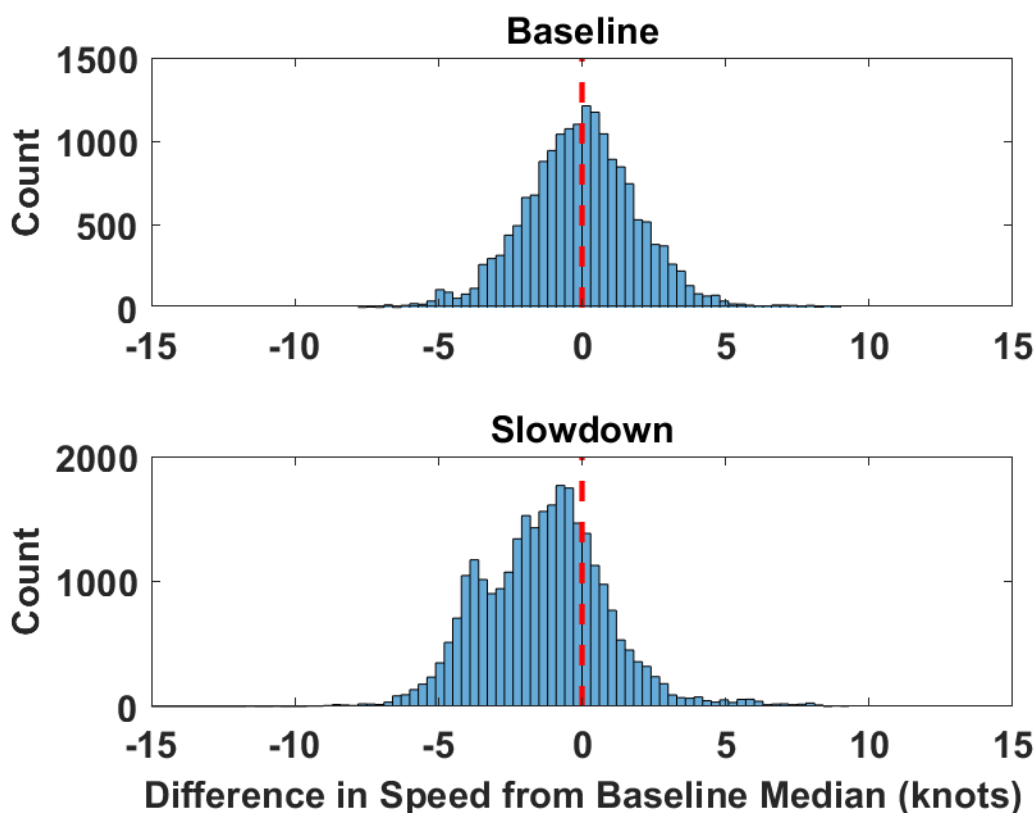 Baseline
1500
1000
500
0
Count
-15 -10 -5 0 5 10 15
Slowdown
2000
1000
0
Count
-15 -10 -5 0 5 10 15
Difference in Speed from Baseline Median (knots)